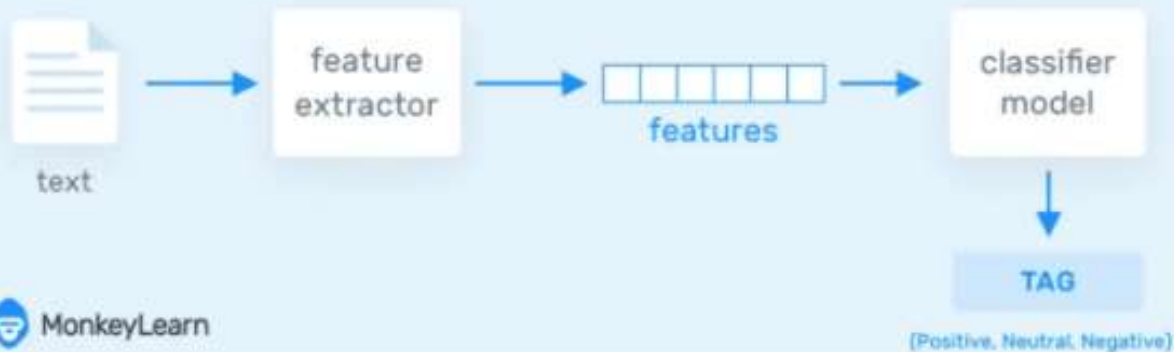 text
feature
extractor
features
classifier
model
TAG
(Positive, Neutral, Negative)
MonkeyLearn